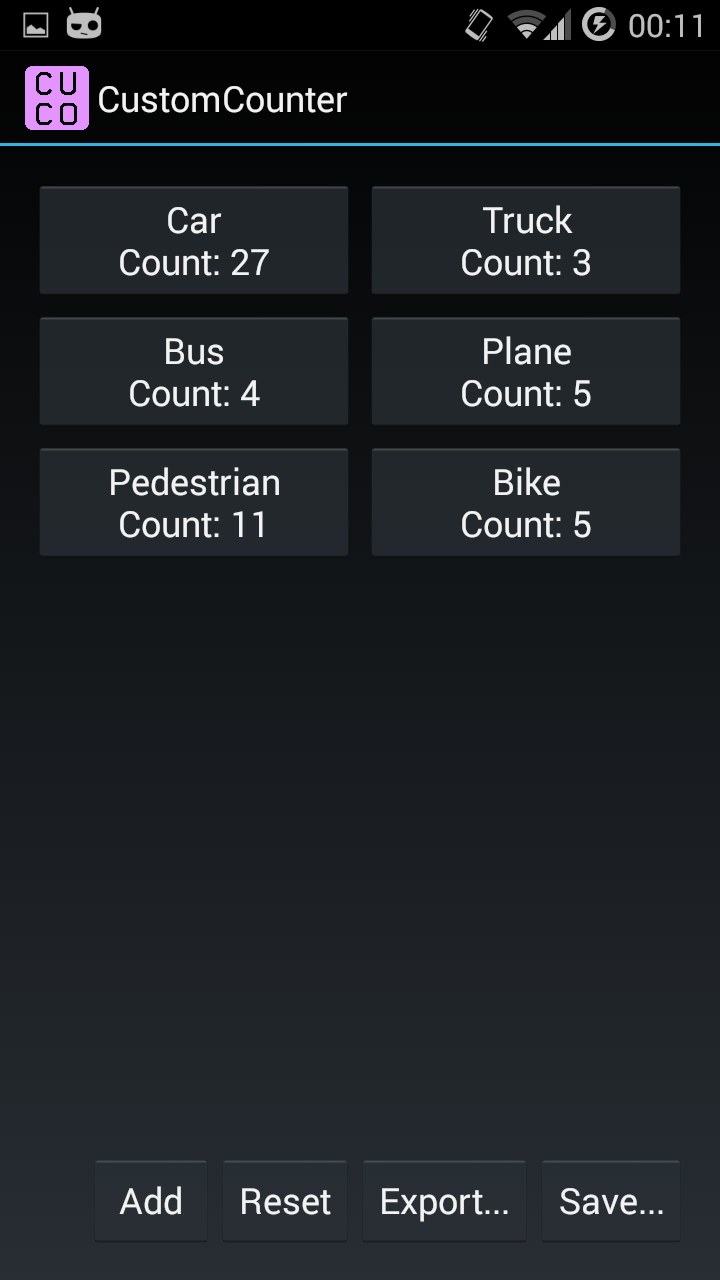 00:11
CU
CO
CustomCounter
Car
Count: 27
Truck
Count: 3
Bus
Count: 4
Plane
Count: 5
Pedestrian
Count: 11
Bike
Count: 5
Add
Reset
Export...
Save...